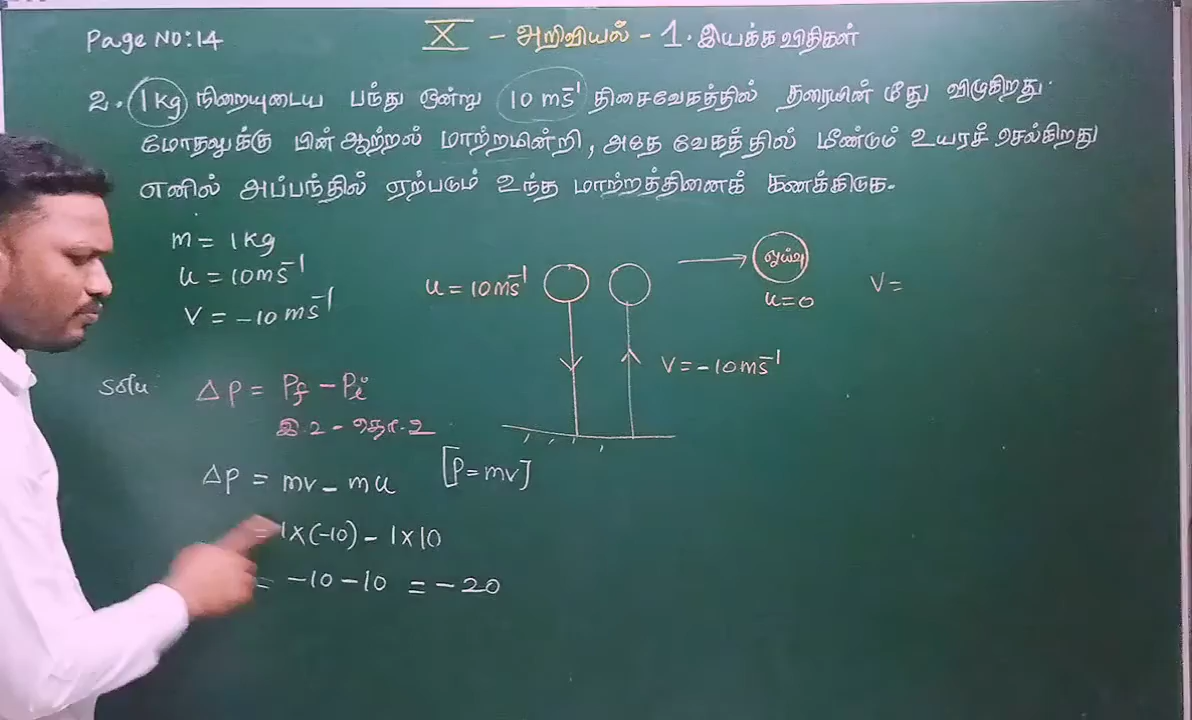 Page No: 14
X - அறிவியல் - 1. இயக்க விதிகள்
2. 1kg நிறையுடைய பந்து ஒன்று 10 ms⁻¹ திசைவேகத்தில் தரையின் மீது விழுகிறது.
மோதலுக்கு பின் ஆற்றல் மாற்றமின்றி, அதே வேகத்தில் மீண்டும் உயரச் செல்கிறது
எனில் அப்பந்தில் ஏற்படும் உந்த மாற்றத்தினைக் கணக்கிடுக.
m = 1kg
u = 10ms⁻¹
v = -10ms⁻¹
u = 10ms⁻¹
ஓய்வு
u=0
v =
v = -10ms⁻¹
Solu:
Δp = Pf - Pi
இ.உ - தொ.உ
Δp = mv - mu [p=mv]
= 1×(-10) - 1×10
= -10-10 = -20